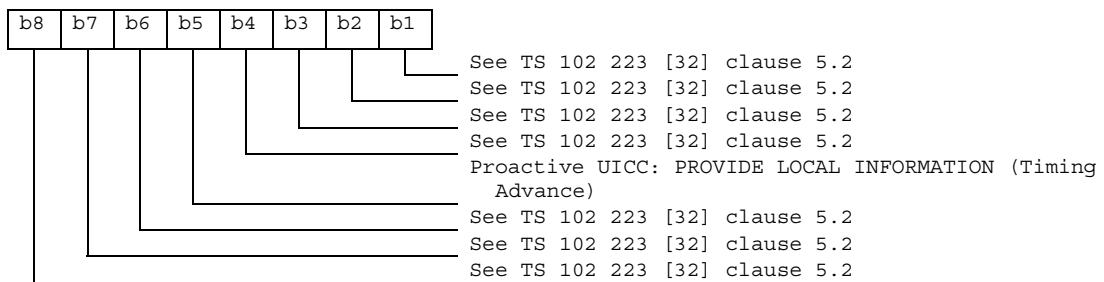 b8 b7 b6 b5 b4 b3 b2 b1
See TS 102 223 [32] clause 5.2
See TS 102 223 [32] clause 5.2
See TS 102 223 [32] clause 5.2
See TS 102 223 [32] clause 5.2
Proactive UICC: PROVIDE LOCAL INFORMATION (Timing
Advance)
See TS 102 223 [32] clause 5.2
See TS 102 223 [32] clause 5.2
See TS 102 223 [32] clause 5.2